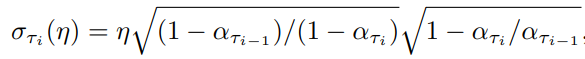 σ_{τ_i}(η) = η√((1 − α_{τ_{i−1}})/(1 − α_{τ_i}))√(1 − α_{τ_i}/α_{τ_{i−1}}),